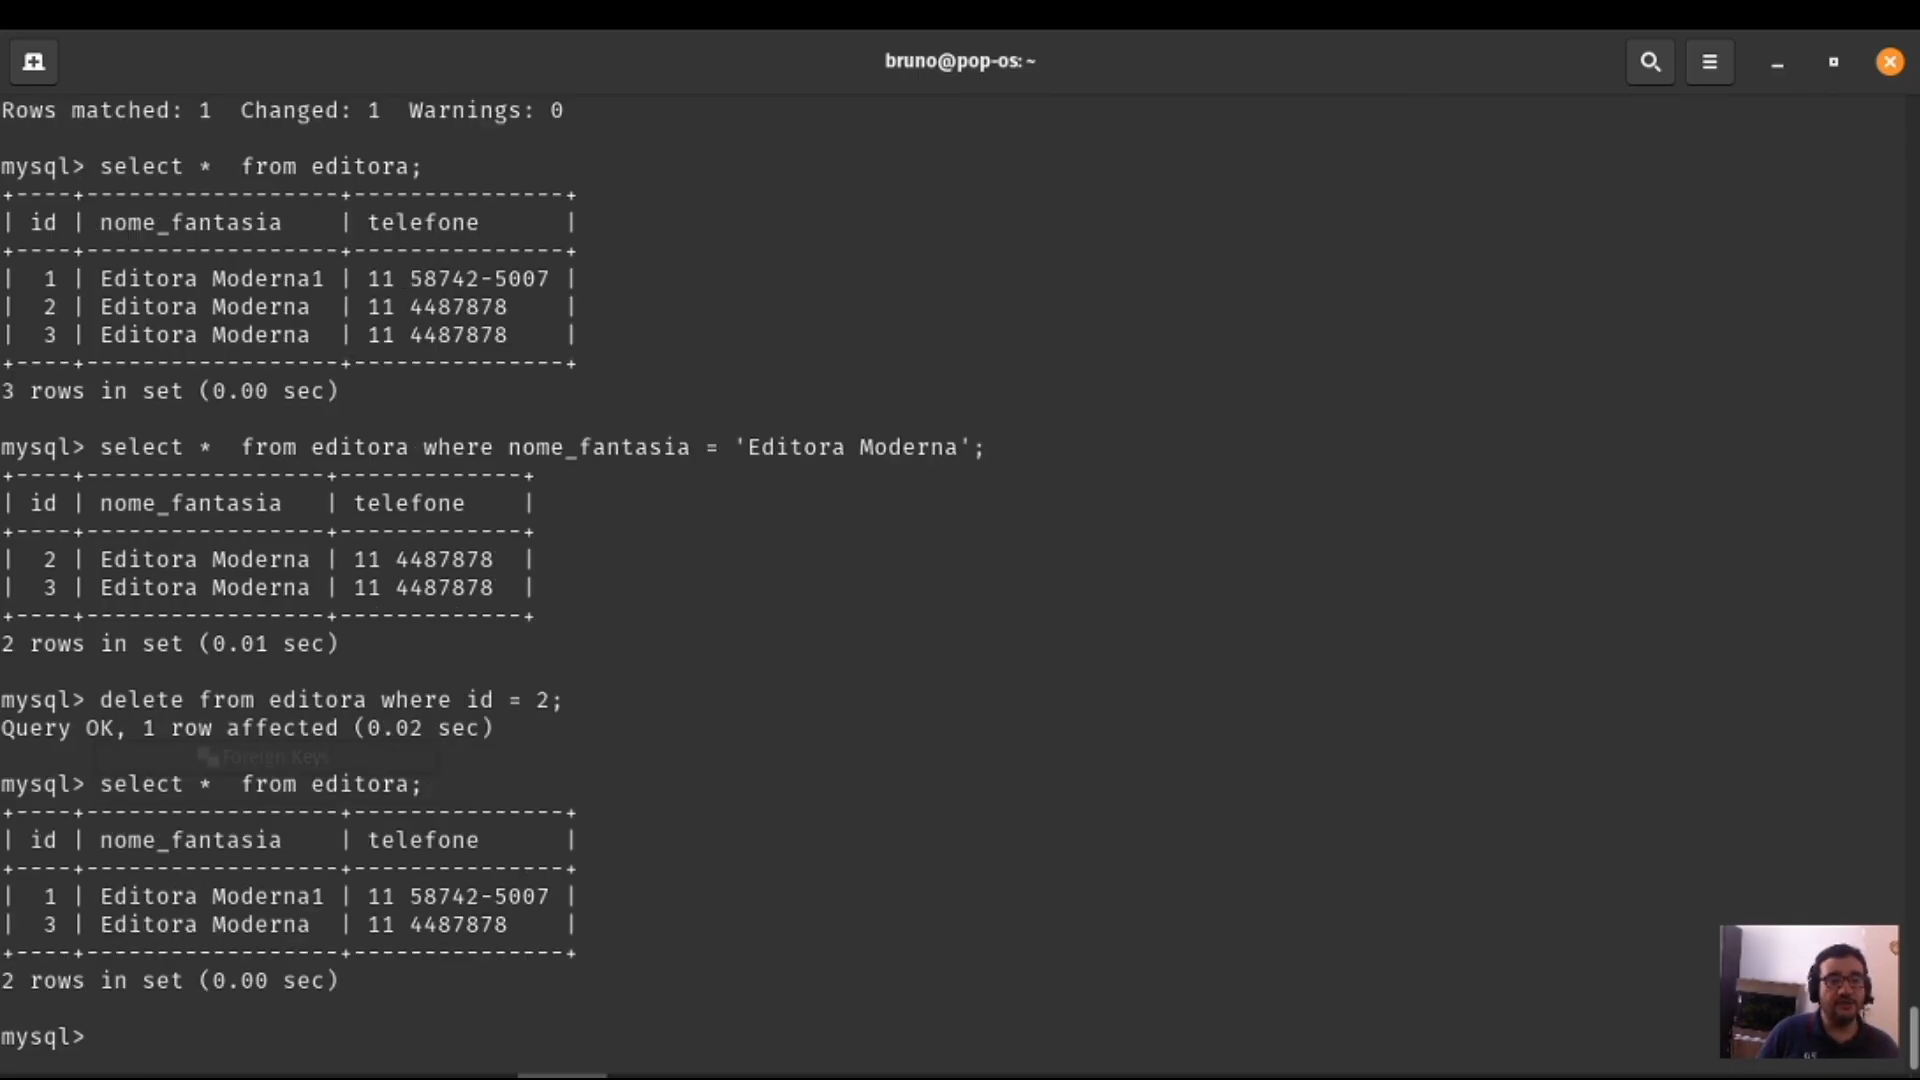 bruno@pop-os: ~
Rows matched: 1  Changed: 1  Warnings: 0
mysql> select *  from editora;
+----+------------------+---------------+
| id | nome_fantasia    | telefone      |
+----+------------------+---------------+
|  1 | Editora Moderna1 | 11 58742-5007 |
|  2 | Editora Moderna  | 11 4487878    |
|  3 | Editora Moderna  | 11 4487878    |
+----+------------------+---------------+
3 rows in set (0.00 sec)
mysql> select *  from editora where nome_fantasia = 'Editora Moderna';
+----+-----------------+-------------+
| id | nome_fantasia   | telefone    |
+----+-----------------+-------------+
|  2 | Editora Moderna | 11 4487878  |
|  3 | Editora Moderna | 11 4487878  |
+----+-----------------+-------------+
2 rows in set (0.01 sec)
mysql> delete from editora where id = 2;
Query OK, 1 row affected (0.02 sec)
Foreign Keys
mysql> select *  from editora;
+----+------------------+---------------+
| id | nome_fantasia    | telefone      |
+----+------------------+---------------+
|  1 | Editora Moderna1 | 11 58742-5007 |
|  3 | Editora Moderna  | 11 4487878    |
+----+------------------+---------------+
2 rows in set (0.00 sec)
mysql>